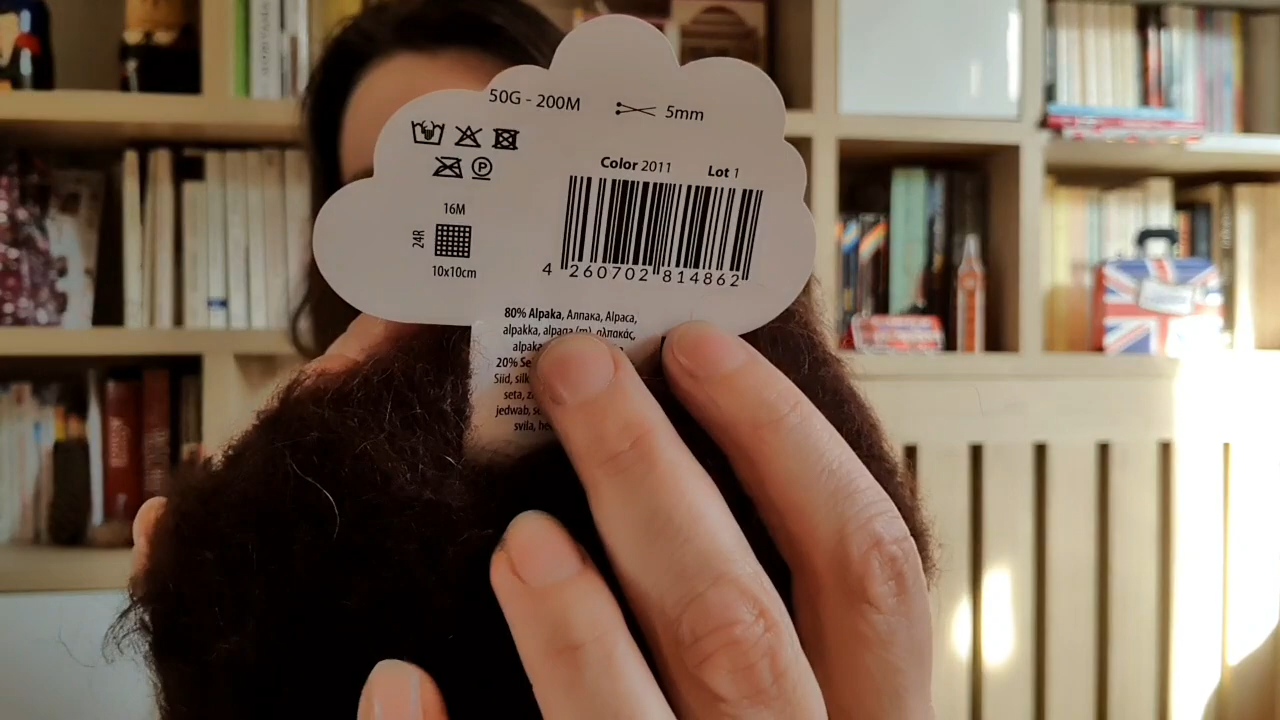 50G - 200M 5mm
P
Color 2011 Lot 1
16M
24R
10x10cm
4 260702 814862
80% Alpaka, Алпака, Alpaca,
alpakka, alpaga (m), αλπακάς,
20%
Siid, silk
seta,
jedwab,
svila,